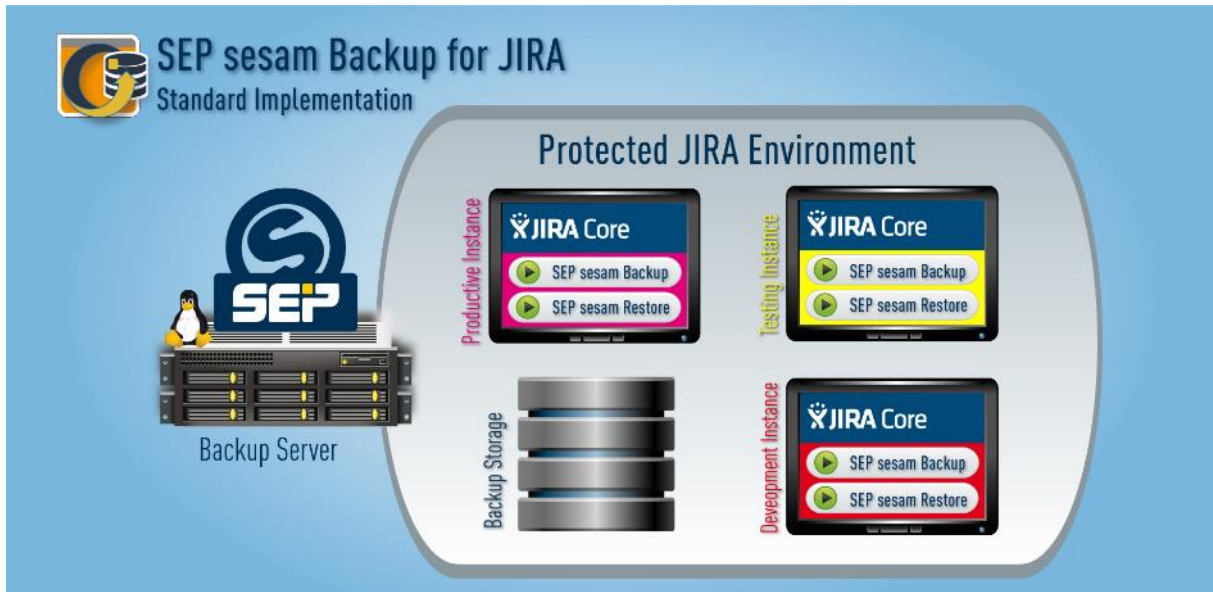 SEP sesam Backup for JIRA
Standard Implementation
Protected JIRA Environment
SEP
Backup Server
Productive Instance
JIRA Core
SEP sesam Backup
SEP sesam Restore
Testing Instance
JIRA Core
SEP sesam Backup
SEP sesam Restore
Backup Storage
Deveopment Instance
JIRA Core
SEP sesam Backup
SEP sesam Restore